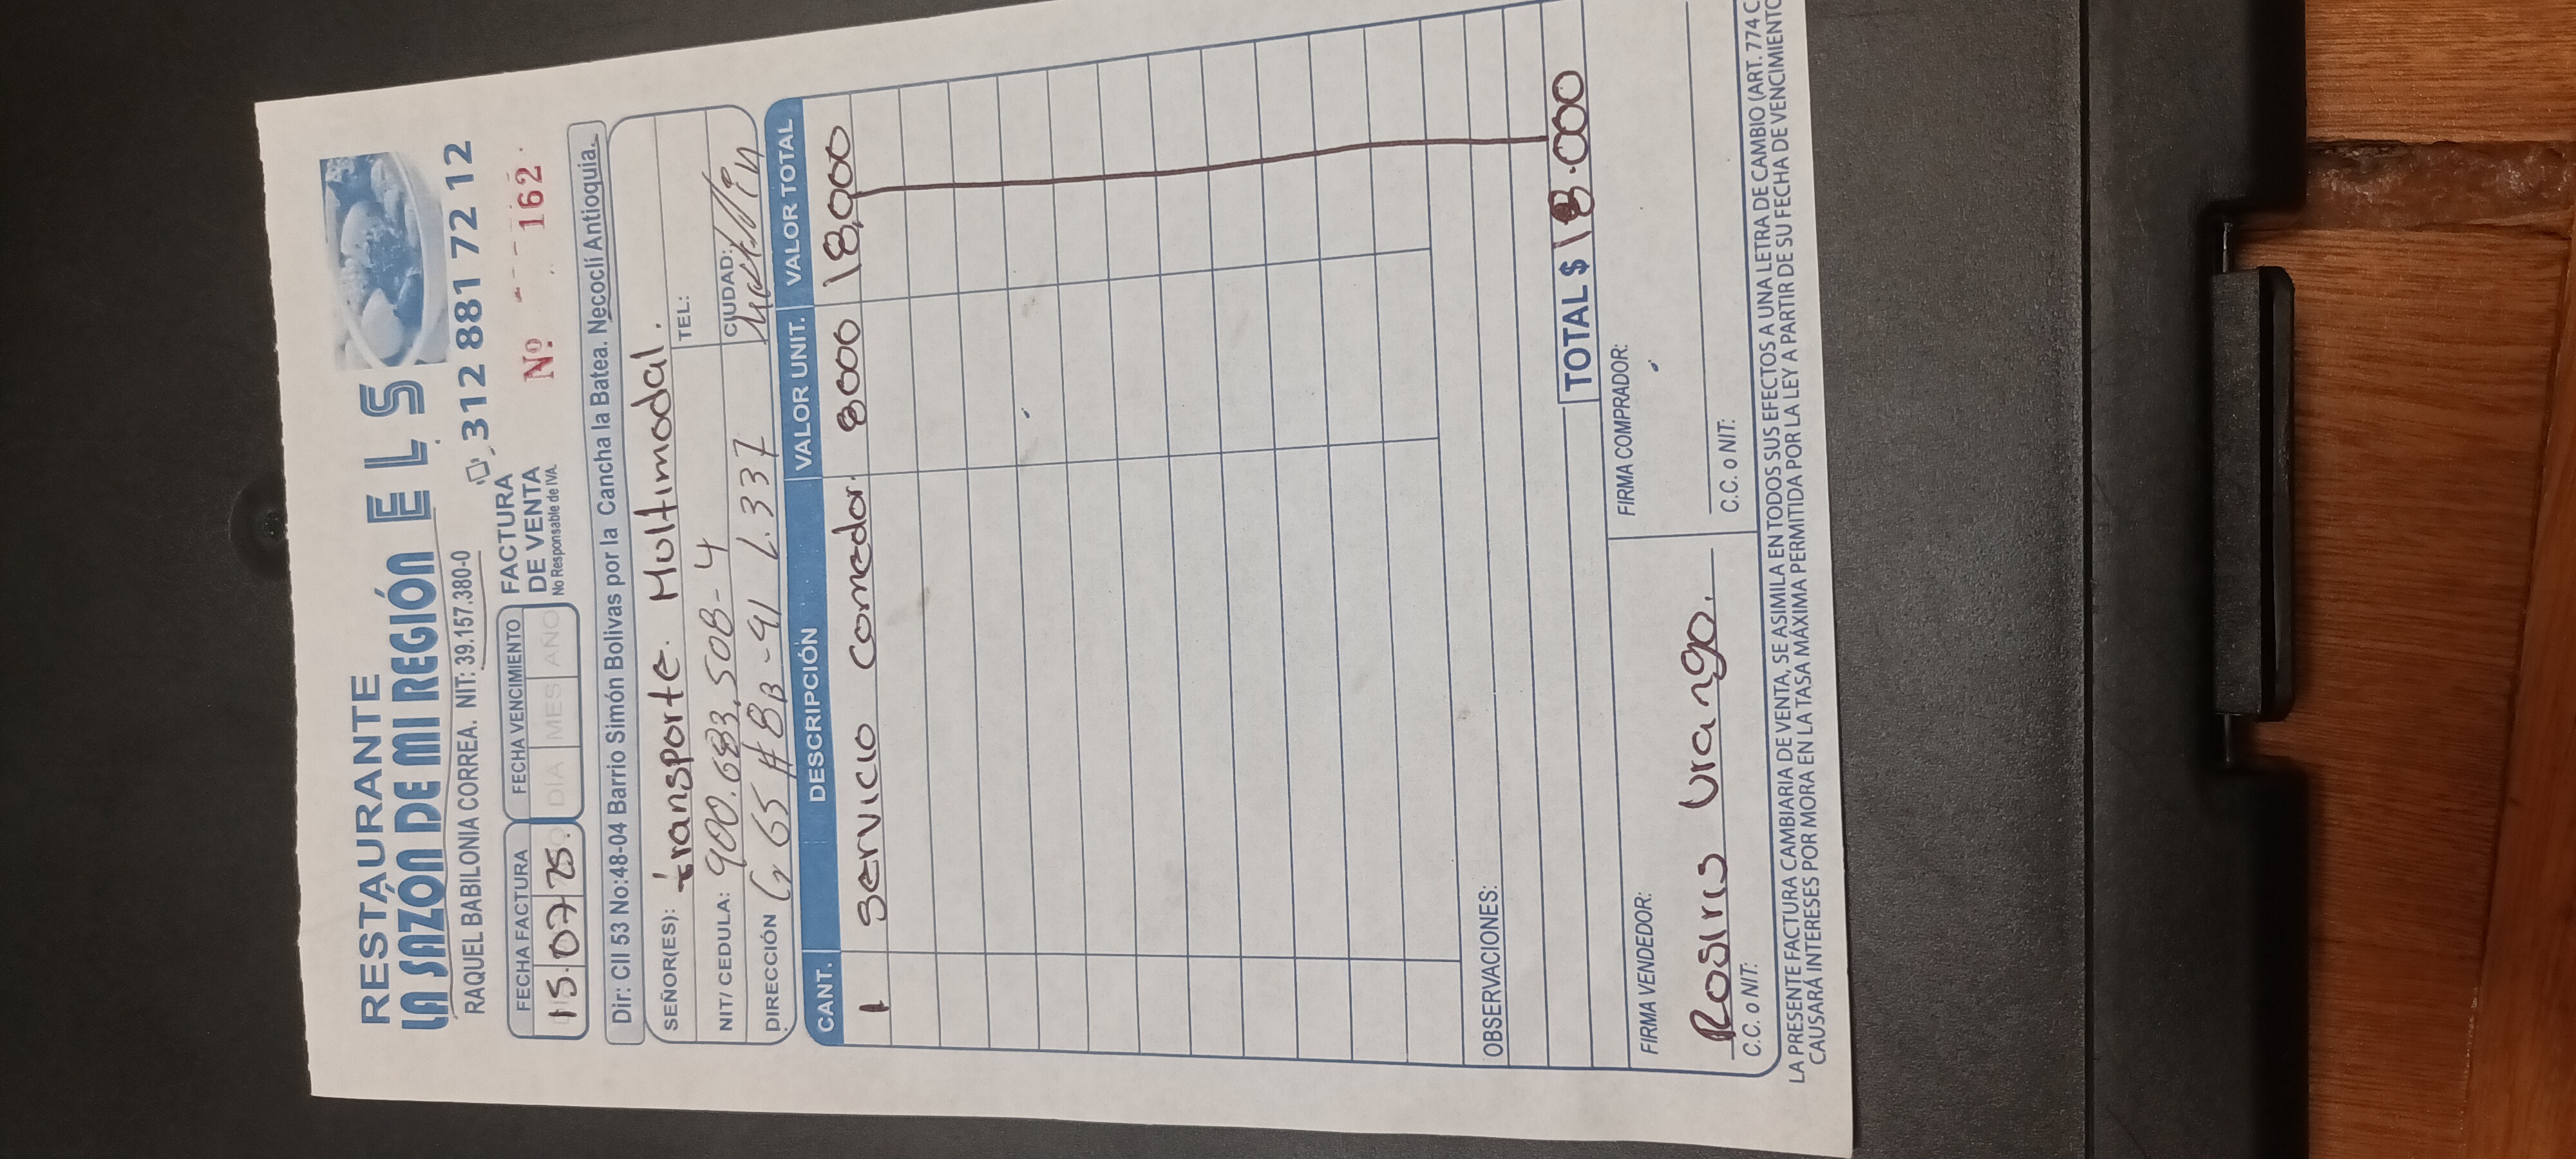 RESTAURANTE
LA SAZÓN DE MI REGIÓN E L S
RAQUEL BABILONIA CORREA. NIT: 39.157.380-0 312 881 72 12
FECHA FACTURA FECHA VENCIMIENTO FACTURA DE VENTA
15.07.25. DÍA MES AÑO No Responsable de IVA. Nº 162
Dir: Cll 53 No:48-04 Barrio Simón Bolivas por la Cancha la Batea. Necoclí Antioquia.
SEÑOR(ES): transporte. Multimodal.
NIT/ CEDULA: 900.683.508-4 TEL:
DIRECCIÓN Cr 65 #8B-91 L.337 CIUDAD: Medellín
CANT. DESCRIPCIÓN VALOR UNIT. VALOR TOTAL
1 Servicio Comedor. 8000 18,000
OBSERVACIONES:
TOTAL $ 18.000
FIRMA VENDEDOR: FIRMA COMPRADOR:
Rosiris Urango.
C.C. o NIT: C.C. o NIT:
LA PRESENTE FACTURA CAMBIARIA DE VENTA, SE ASIMILA EN TODOS SUS EFECTOS A UNA LETRA DE CAMBIO (ART. 774 C
CAUSARÁ INTERESES POR MORA EN LA TASA MÁXIMA PERMITIDA POR LA LEY A PARTIR DE SU FECHA DE VENCIMIENTO